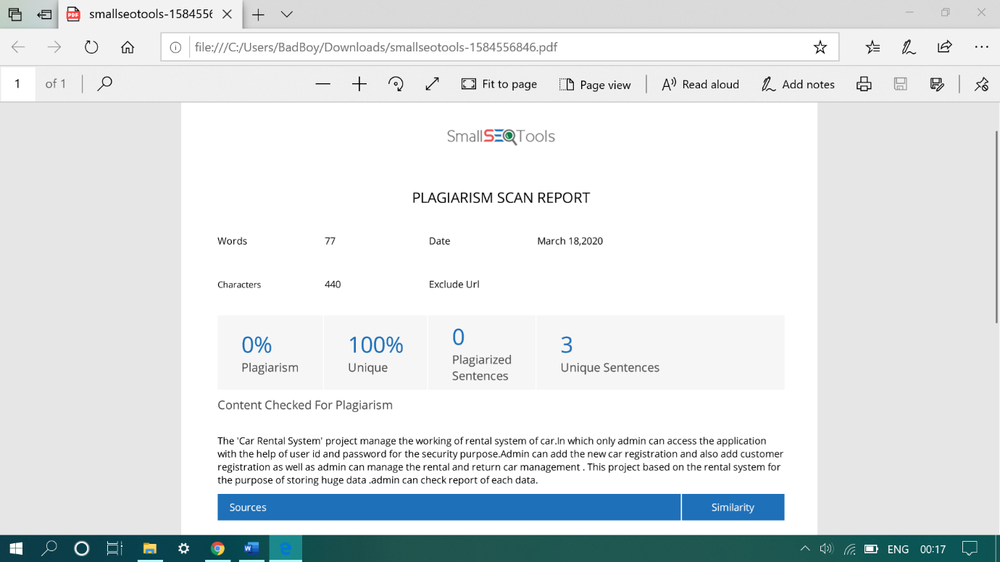 smallseotools-158455
file:///C:/Users/BadBoy/Downloads/smallseotools-1584556846.pdf
1 of 1 Fit to page Page view Read aloud Add notes
SmallSEOTools
PLAGIARISM SCAN REPORT
Words 77 Date March 18,2020
Characters 440 Exclude Url
0% 100% 0 3
Plagiarism Unique Plagiarized Sentences Unique Sentences
Content Checked For Plagiarism
The 'Car Rental System' project manage the working of rental system of car.In which only admin can access the application
with the help of user id and password for the security purpose.Admin can add the new car registration and also add customer
registration as well as admin can manage the rental and return car management . This project based on the rental system for
the purpose of storing huge data .admin can check report of each data.
Sources Similarity
ENG 00:17